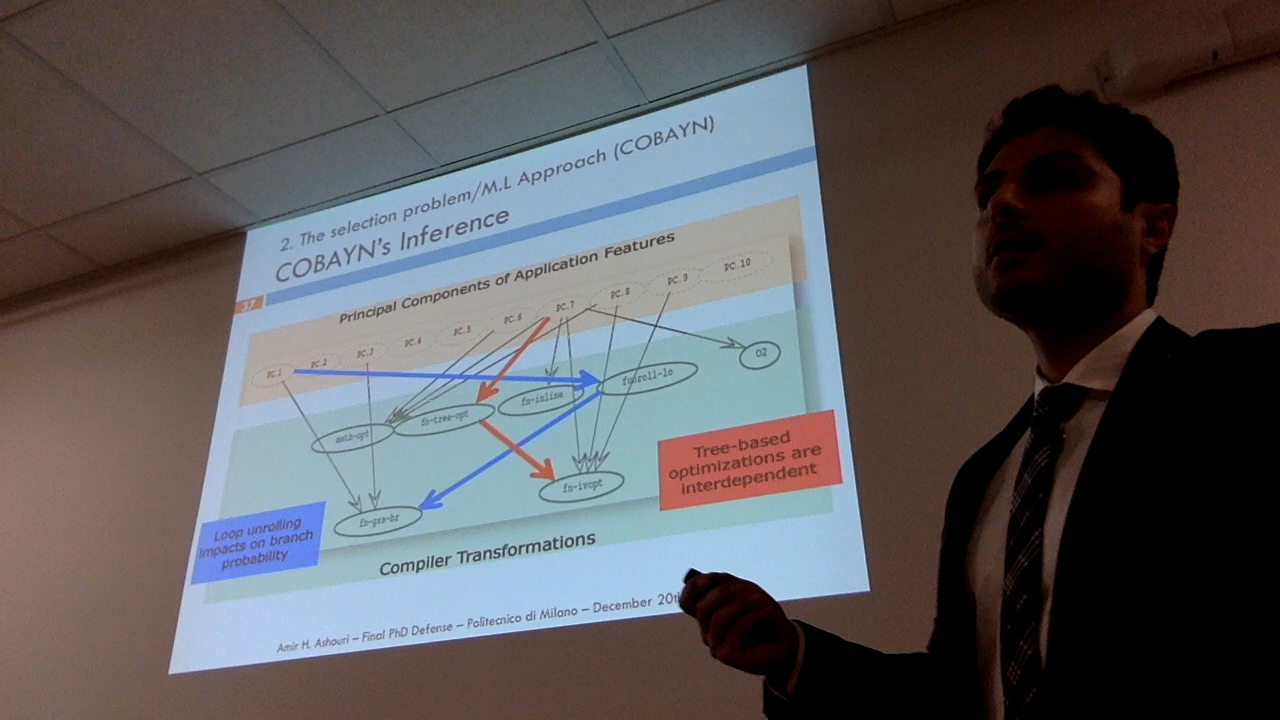 2. The selection problem/M.L Approach (COBAYN)
COBAYN's Inference
37
Principal Components of Application Features
PC.1
PC.2
PC.3
PC.4
PC.5
PC.6
PC.7
PC.8
PC.9
PC.10
O2
funroll-lo
fn-inline
fn-tree-opt
math-opt
fn-ivopt
fn-gss-br
Tree-based
optimizations are
interdependent
Loop unrolling
impacts on branch
probability
Compiler Transformations
Amir H. Ashouri – Final PhD Defense – Politecnico di Milano – December 20th